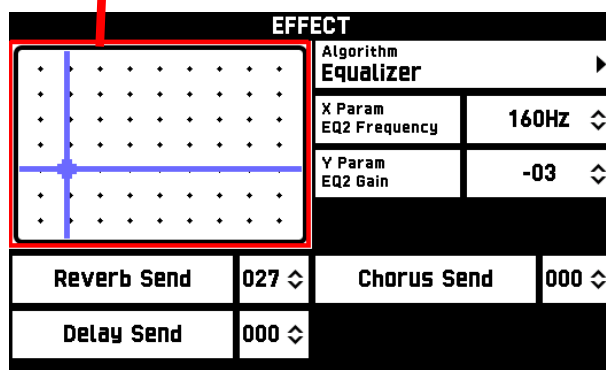 EFFECT
Algorithm
Equalizer
X Param
EQ2 Frequency
160Hz
Y Param
EQ2 Gain
-03
Reverb Send
027
Chorus Send
000
Delay Send
000